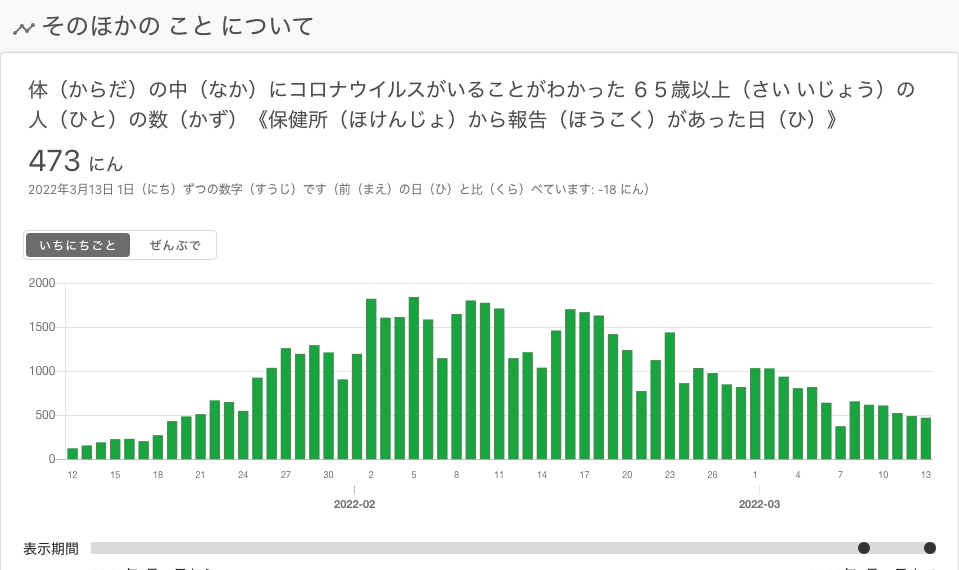 そのほかの こと について
体（からだ）の中（なか）にコロナウイルスがいることがわかった ６５歳以上（さい いじょう）の
人（ひと）の数（かず）《保健所（ほけんじょ）から報告（ほうこく）があった日（ひ）》
473 にん
2022年3月13日 1日（にち）ずつの数字（すうじ）です（前（まえ）の日（ひ）と比（くら）べています: -18 にん）
いちにちごと ぜんぶで
2000
1500
1000
500
0
12 15 18 21 24 27 30 2 5 8 11 14 17 20 23 26 1 4 7 10 13
2022-02 2022-03
表示期間